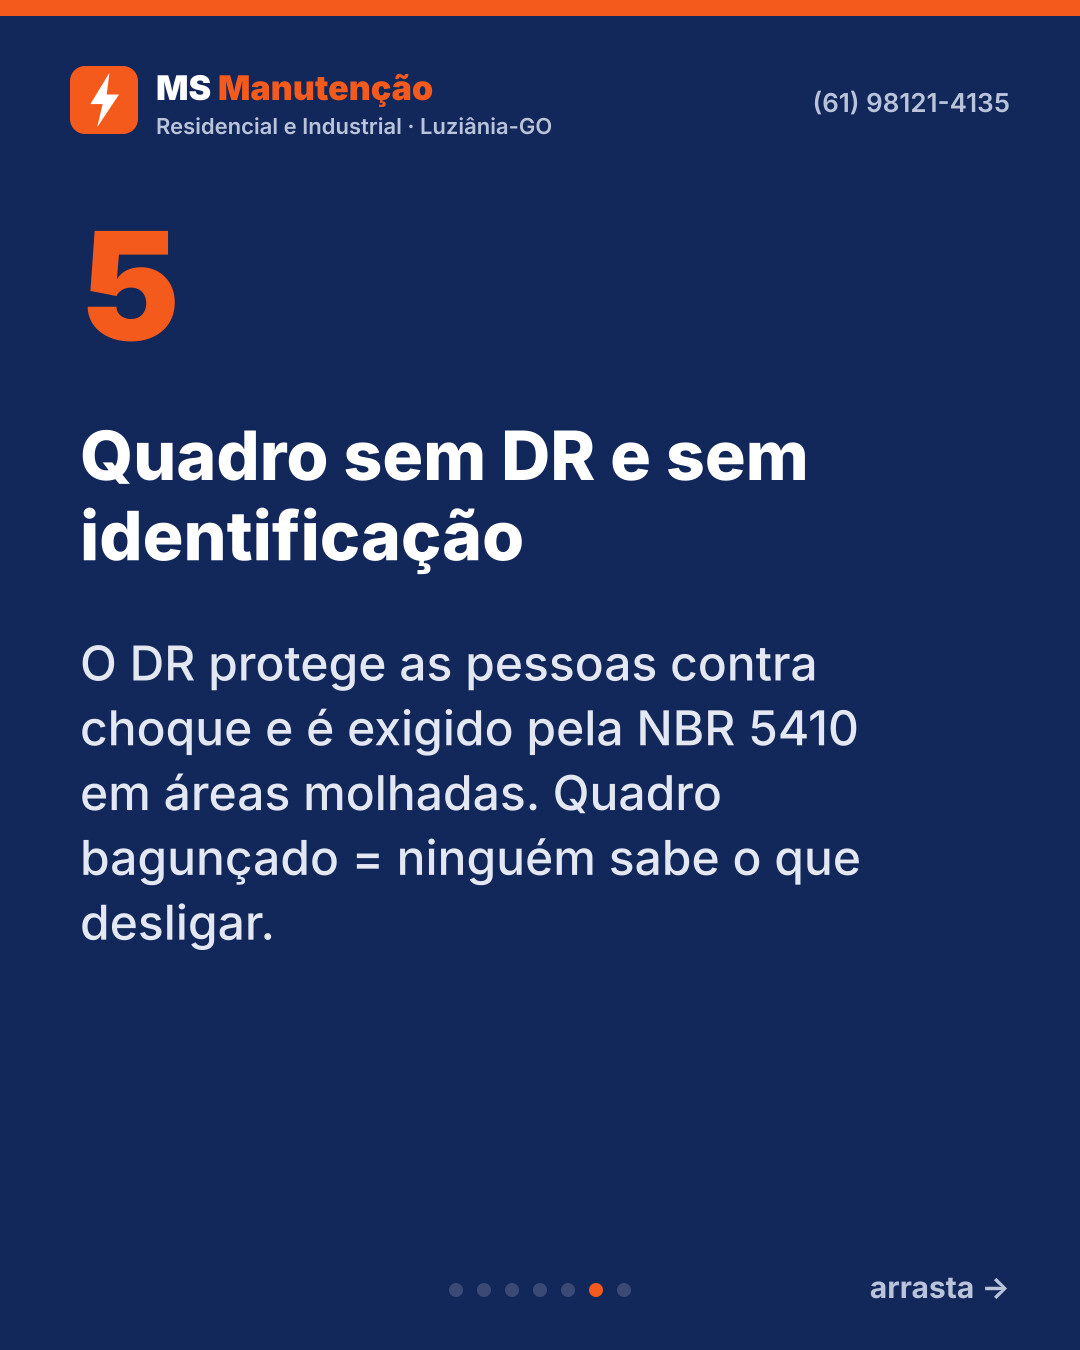 MS Manutenção
Residencial e Industrial · Luziânia-GO
(61) 98121-4135
5
Quadro sem DR e sem
identificação
O DR protege as pessoas contra
choque e é exigido pela NBR 5410
em áreas molhadas. Quadro
bagunçado = ninguém sabe o que
desligar.
arrasta →